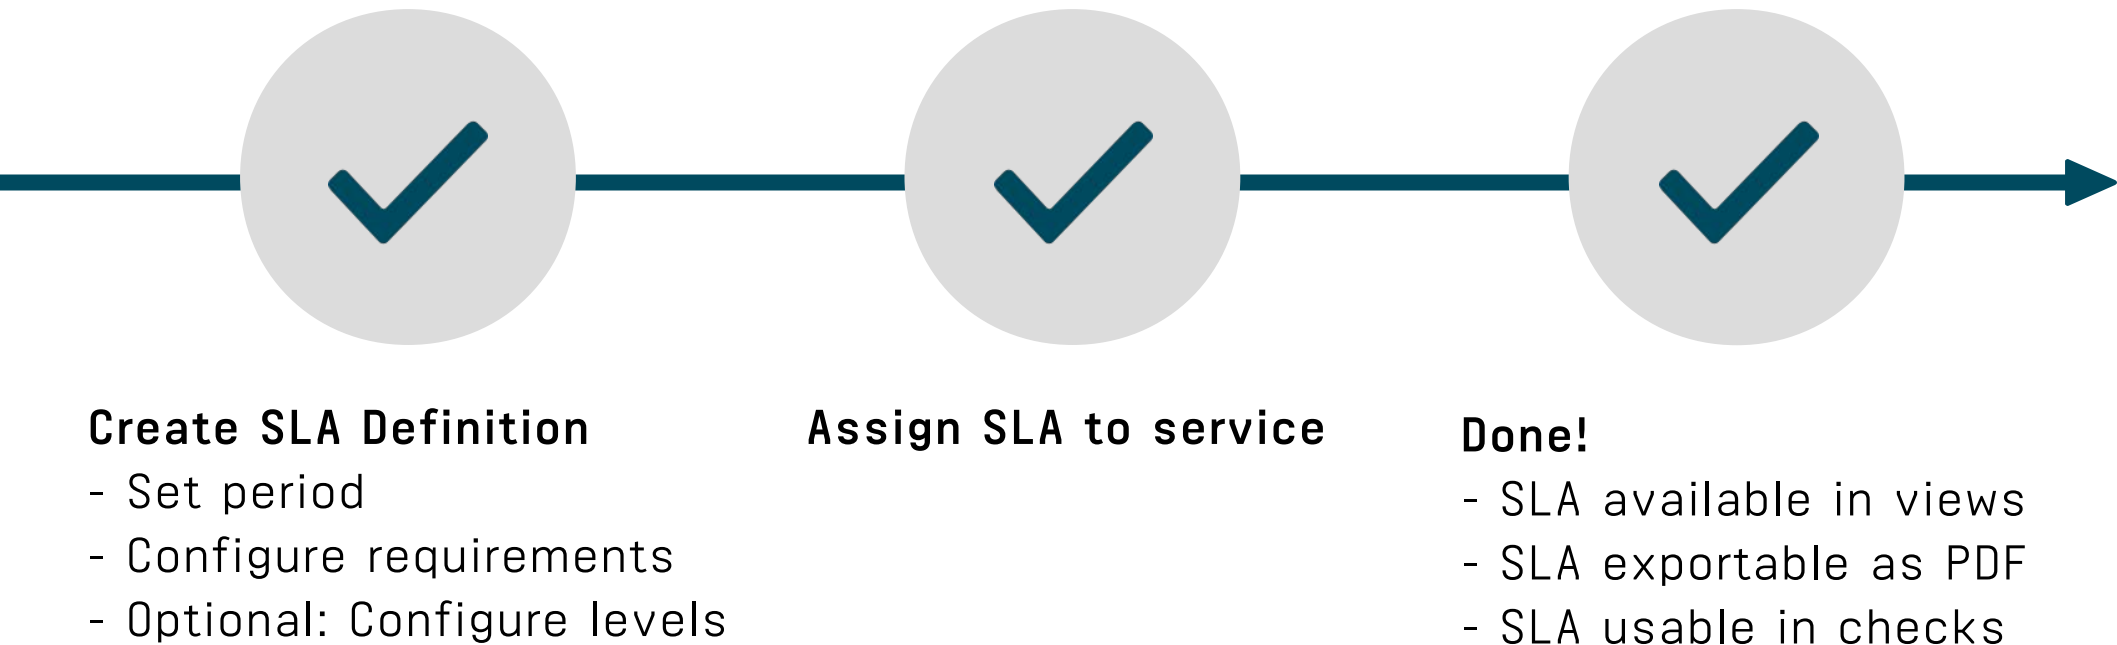 Create SLA Definition
- Set period
- Configure requirements
- Optional: Configure levels
Assign SLA to service
Done!
- SLA available in views
- SLA exportable as PDF
- SLA usable in checks